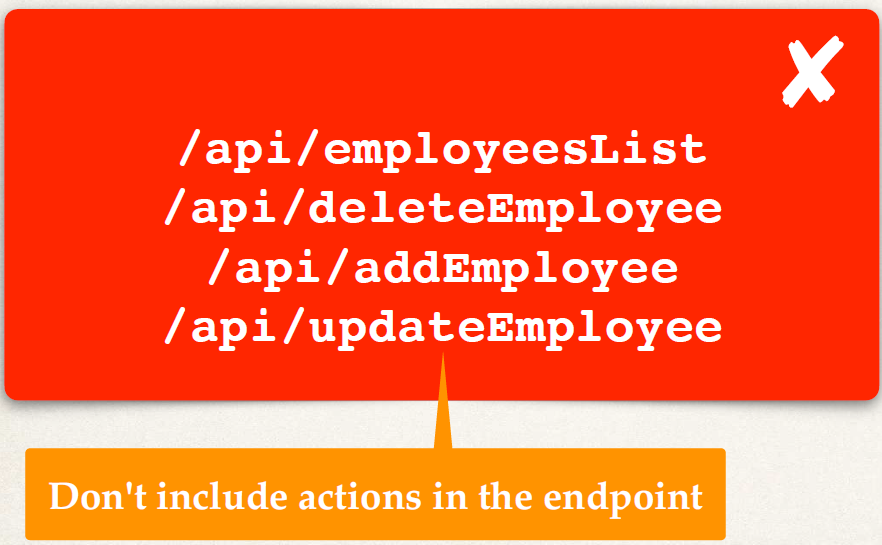 /api/employeesList
/api/deleteEmployee
/api/addEmployee
/api/updateEmployee
Don't include actions in the endpoint